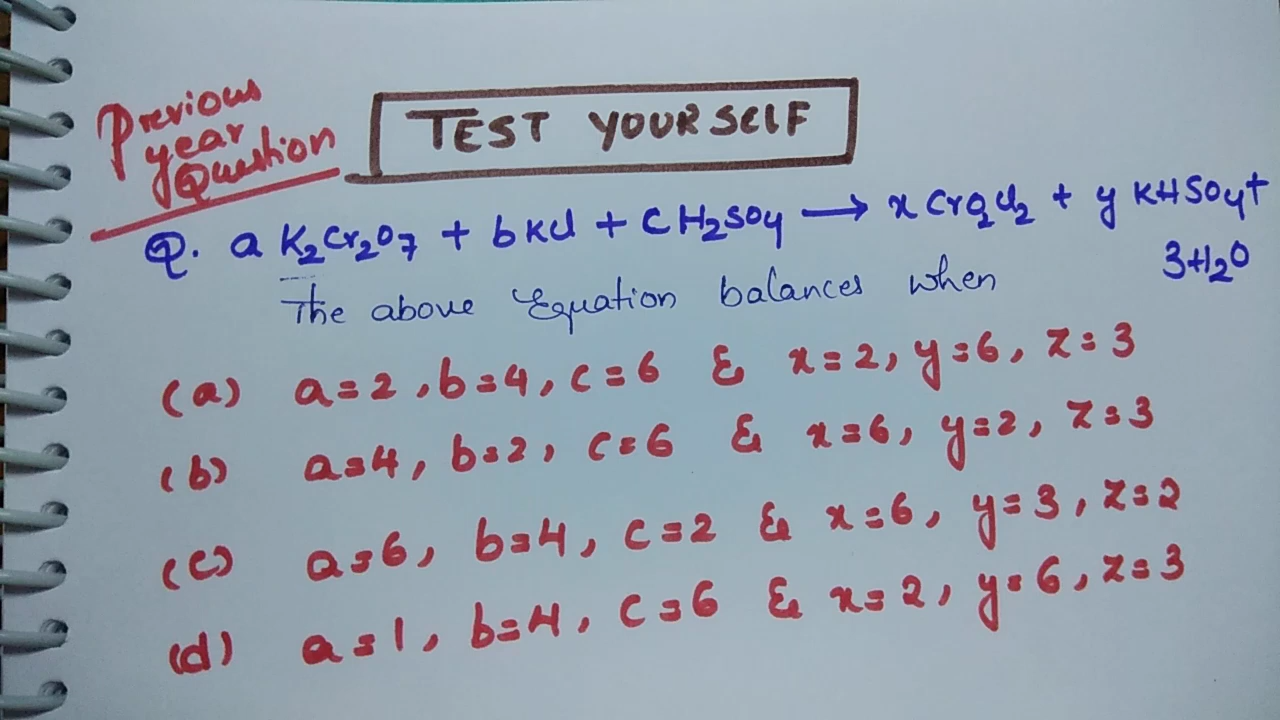 Previous
year
Question
TEST YOURSELF
Q. a K₂Cr₂O₇ + b KCl + C H₂SO₄ → x CrO₂Cl₂ + y KHSO₄ +
3H₂O
The above Equation balances when
(a) a=2, b=4, c=6 & x=2, y=6, z=3
(b) a=4, b=2, c=6 & x=6, y=2, z=3
(c) a=6, b=4, c=2 & x=6, y=3, z=2
(d) a=1, b=4, c=6 & x=2, y=6, z=3